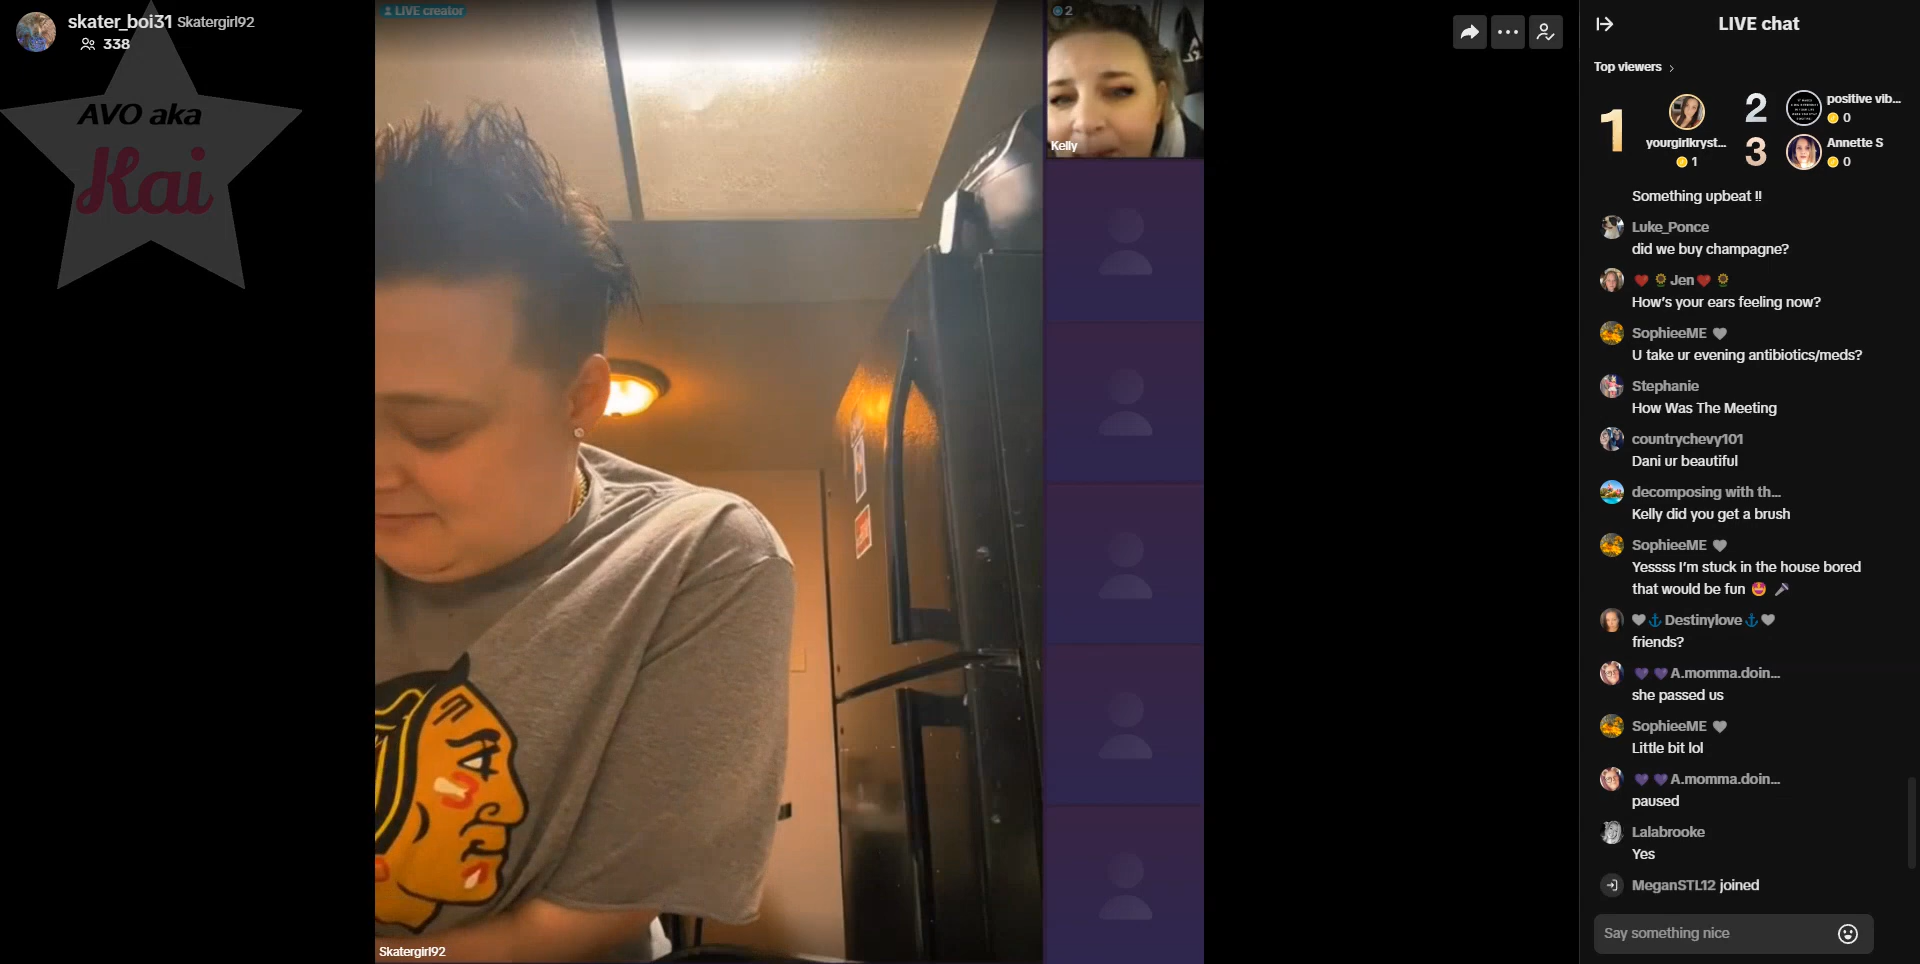 skater_boi31 Skatergirl92
338
AVO aka
Kai
LIVE creator
2
Kelly
Skatergirl92
LIVE chat
Top viewers
1
yourgirlkryst...
1
2
positive vib...
0
3
Annette S
0
Something upbeat !!
Luke_Ponce
did we buy champagne?
Jen
How's your ears feeling now?
SophieeME
U take ur evening antibiotics/meds?
Stephanie
How Was The Meeting
countrychevy101
Dani ur beautiful
decomposing with th...
Kelly did you get a brush
SophieeME
Yessss I'm stuck in the house bored
that would be fun 🤩 🎤
Destinylove
friends?
A.momma.doin...
she passed us
SophieeME
Little bit lol
A.momma.doin...
paused
Lalabrooke
Yes
MeganSTL12 joined
Say something nice